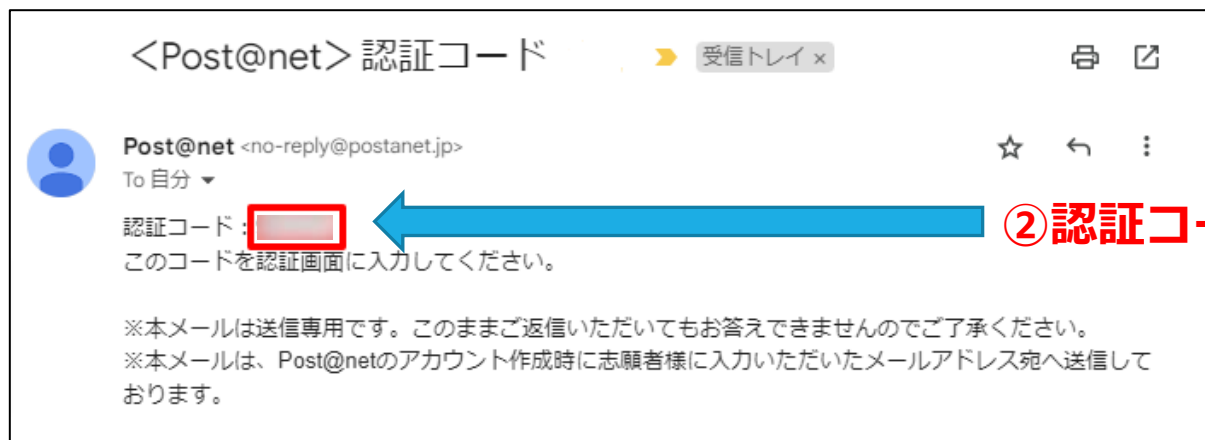 ＜Post@net＞認証コード
受信トレイ ×
Post@net <no-reply@postanet.jp>
To 自分
認証コード：
②認証コ
このコードを認証画面に入力してください。
※本メールは送信専用です。このままご返信いただいてもお答えできませんのでご了承ください。
※本メールは、Post@netのアカウント作成時に志願者様に入力いただいたメールアドレス宛へ送信して
おります。